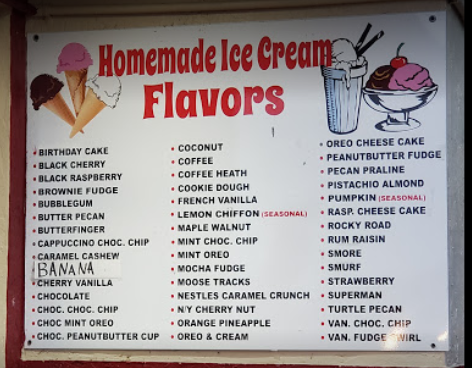 Homemade Ice Cream
Flavors
• BIRTHDAY CAKE
• BLACK CHERRY
• BLACK RASPBERRY
• BROWNIE FUDGE
• BUBBLEGUM
• BUTTER PECAN
• BUTTERFINGER
• CAPPUCCINO CHOC. CHIP
• CARAMEL CASHEW
BANANA
• CHERRY VANILLA
• CHOCOLATE
• CHOC. CHOC. CHIP
• CHOC MINT OREO
• CHOC. PEANUTBUTTER CUP
• COCONUT
• COFFEE
• COFFEE HEATH
• COOKIE DOUGH
• FRENCH VANILLA
• LEMON CHIFFON (SEASONAL)
• MAPLE WALNUT
• MINT CHOC. CHIP
• MINT OREO
• MOCHA FUDGE
• MOOSE TRACKS
• NESTLES CARAMEL CRUNCH
• N/Y CHERRY NUT
• ORANGE PINEAPPLE
• OREO & CREAM
• OREO CHEESE CAKE
• PEANUTBUTTER FUDGE
• PECAN PRALINE
• PISTACHIO ALMOND
• PUMPKIN (SEASONAL)
• RASP. CHEESE CAKE
• ROCKY ROAD
• RUM RAISIN
• SMORE
• SMURF
• STRAWBERRY
• SUPERMAN
• TURTLE PECAN
• VAN. CHOC. CHIP
• VAN. FUDGE SWIRL